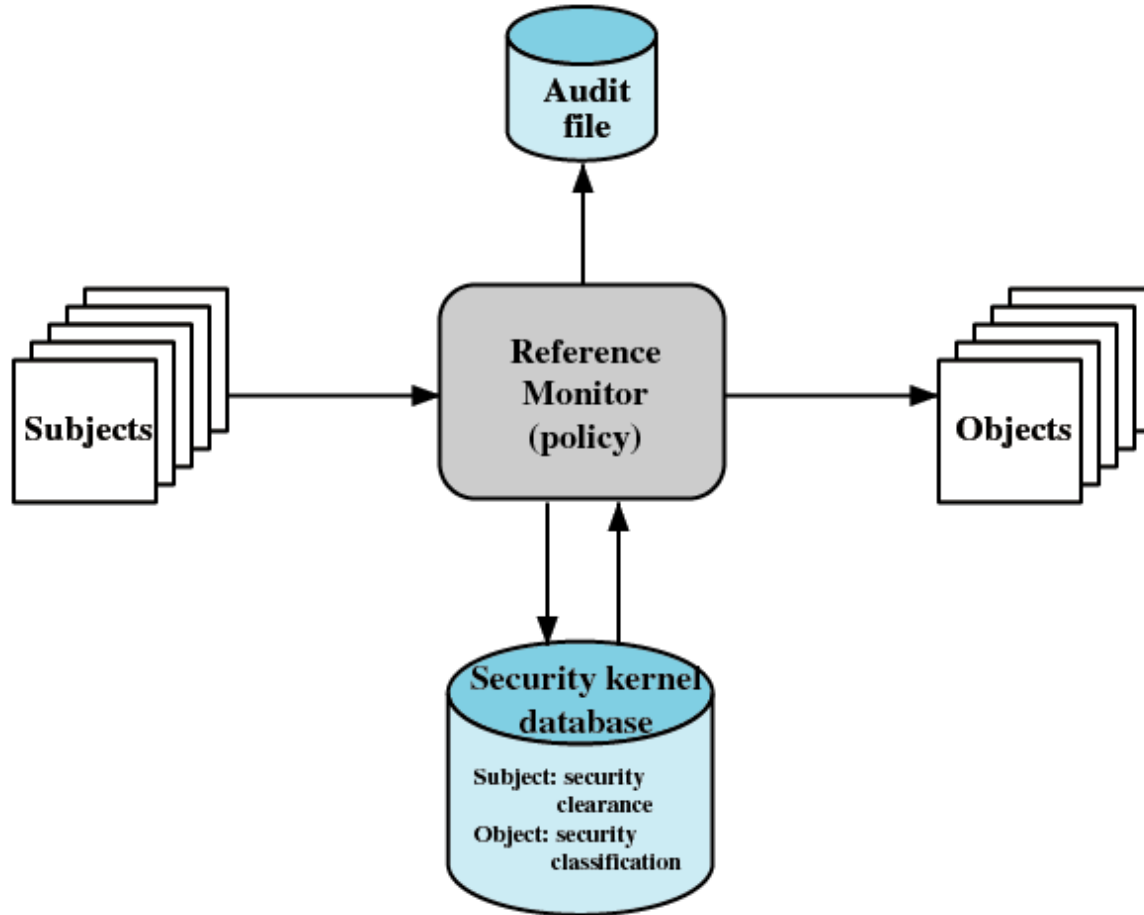 Audit
file
Reference
Monitor
(policy)
Subjects
Objects
Security kernel
database
Subject: security
clearance
Object: security
classification